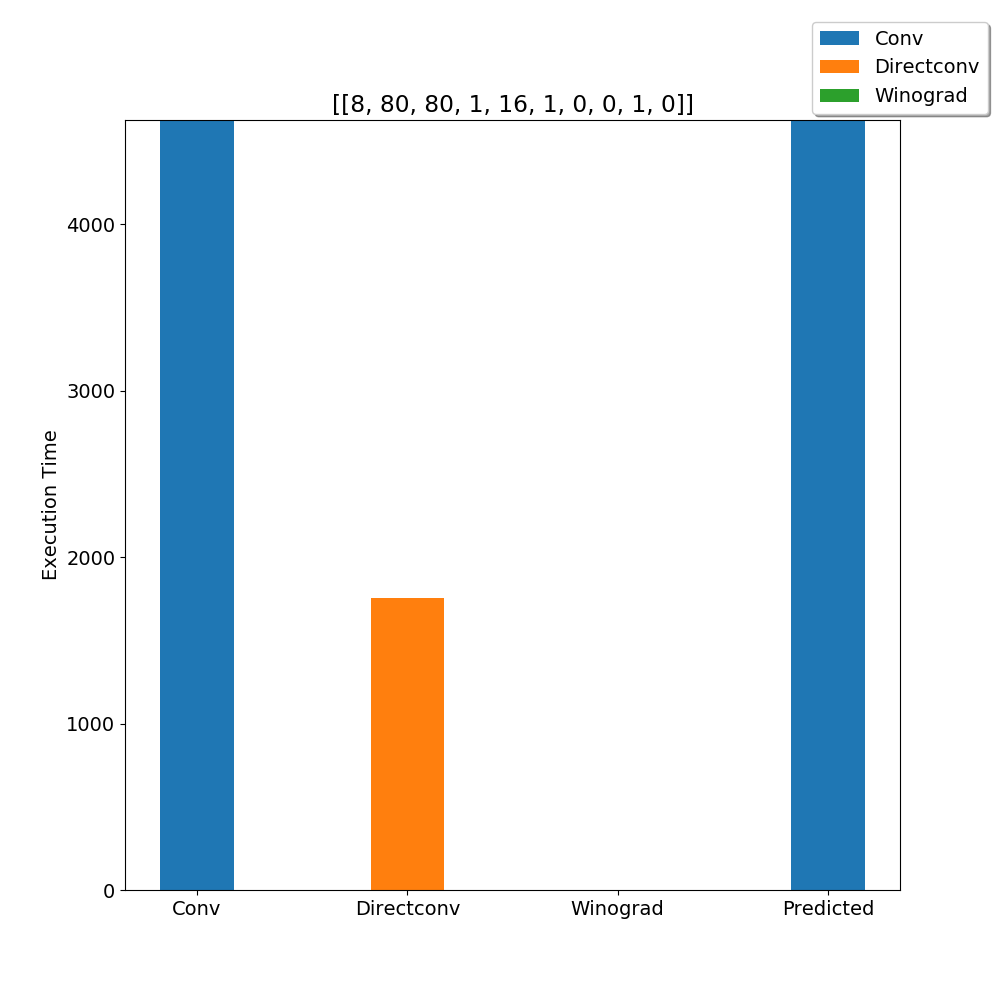 Conv
Directconv
Winograd
[[8, 80, 80, 1, 16, 1, 0, 0, 1, 0]]
Execution Time
4000
3000
2000
1000
0
Conv Directconv Winograd Predicted